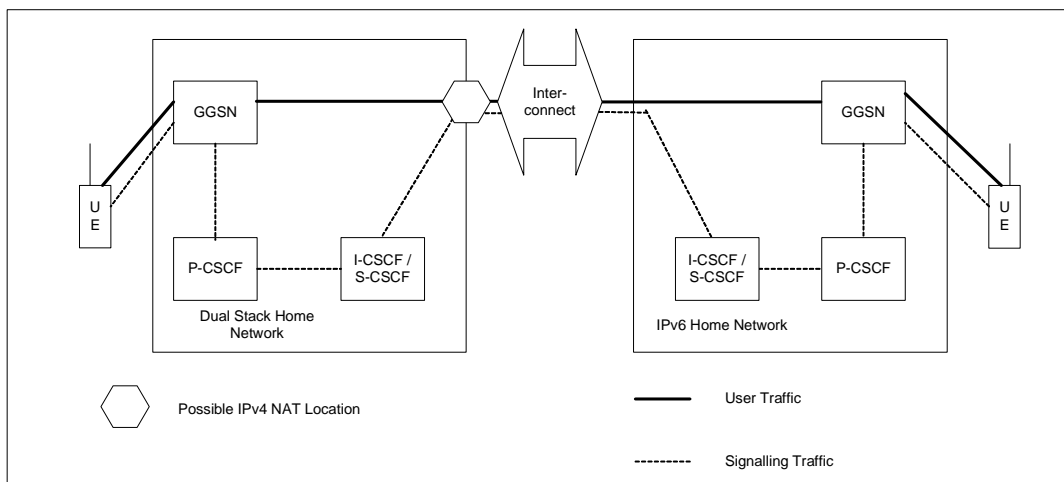 Inter-
connect
GGSN
GGSN
U
E
U
E
P-CSCF
I-CSCF /
S-CSCF
I-CSCF /
S-CSCF
P-CSCF
Dual Stack Home
Network
IPv6 Home Network
Possible IPv4 NAT Location
User Traffic
Signalling Traffic